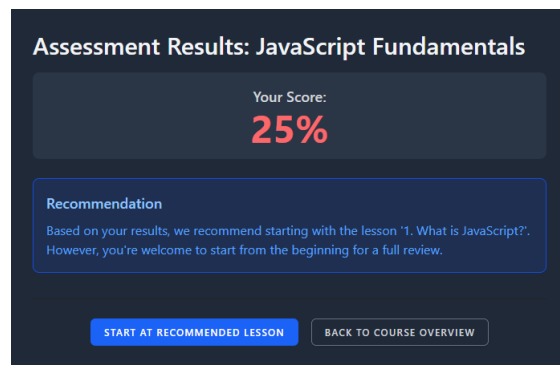 Assessment Results: JavaScript Fundamentals
Your Score:
25%
Recommendation
Based on your results, we recommend starting with the lesson '1. What is JavaScript?'.
However, you're welcome to start from the beginning for a full review.
START AT RECOMMENDED LESSON
BACK TO COURSE OVERVIEW